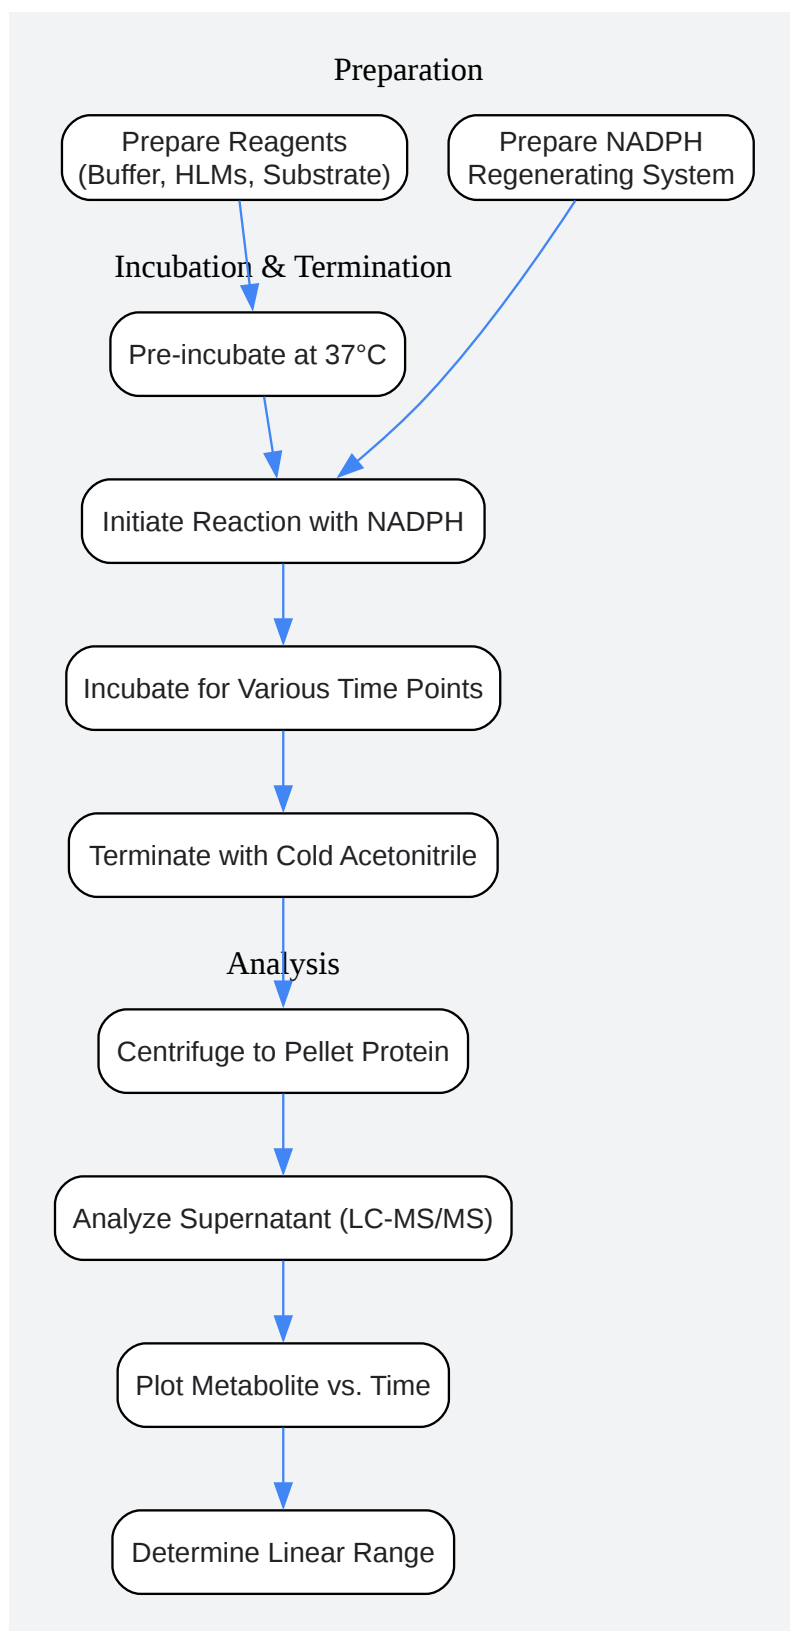 Preparation
Prepare Reagents
(Buffer, HLMs, Substrate)
Prepare NADPH
Regenerating System
Incubation & Termination
Pre-incubate at 37°C
Initiate Reaction with NADPH
Incubate for Various Time Points
Terminate with Cold Acetonitrile
Analysis
Centrifuge to Pellet Protein
Analyze Supernatant (LC-MS/MS)
Plot Metabolite vs. Time
Determine Linear Range